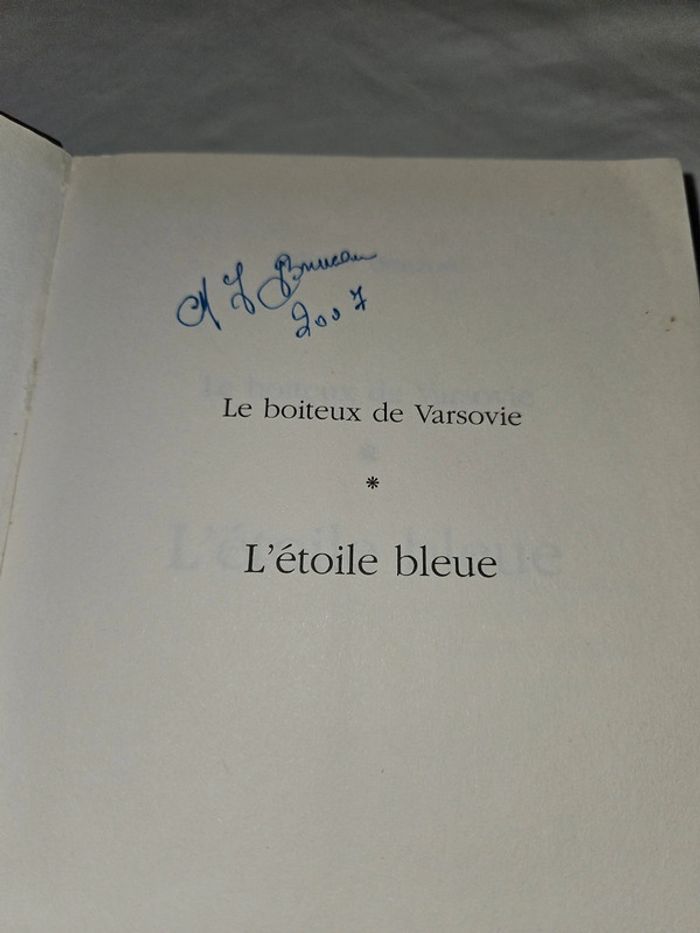 2007
Le boiteux de Varsovie
*
L'étoile bleue